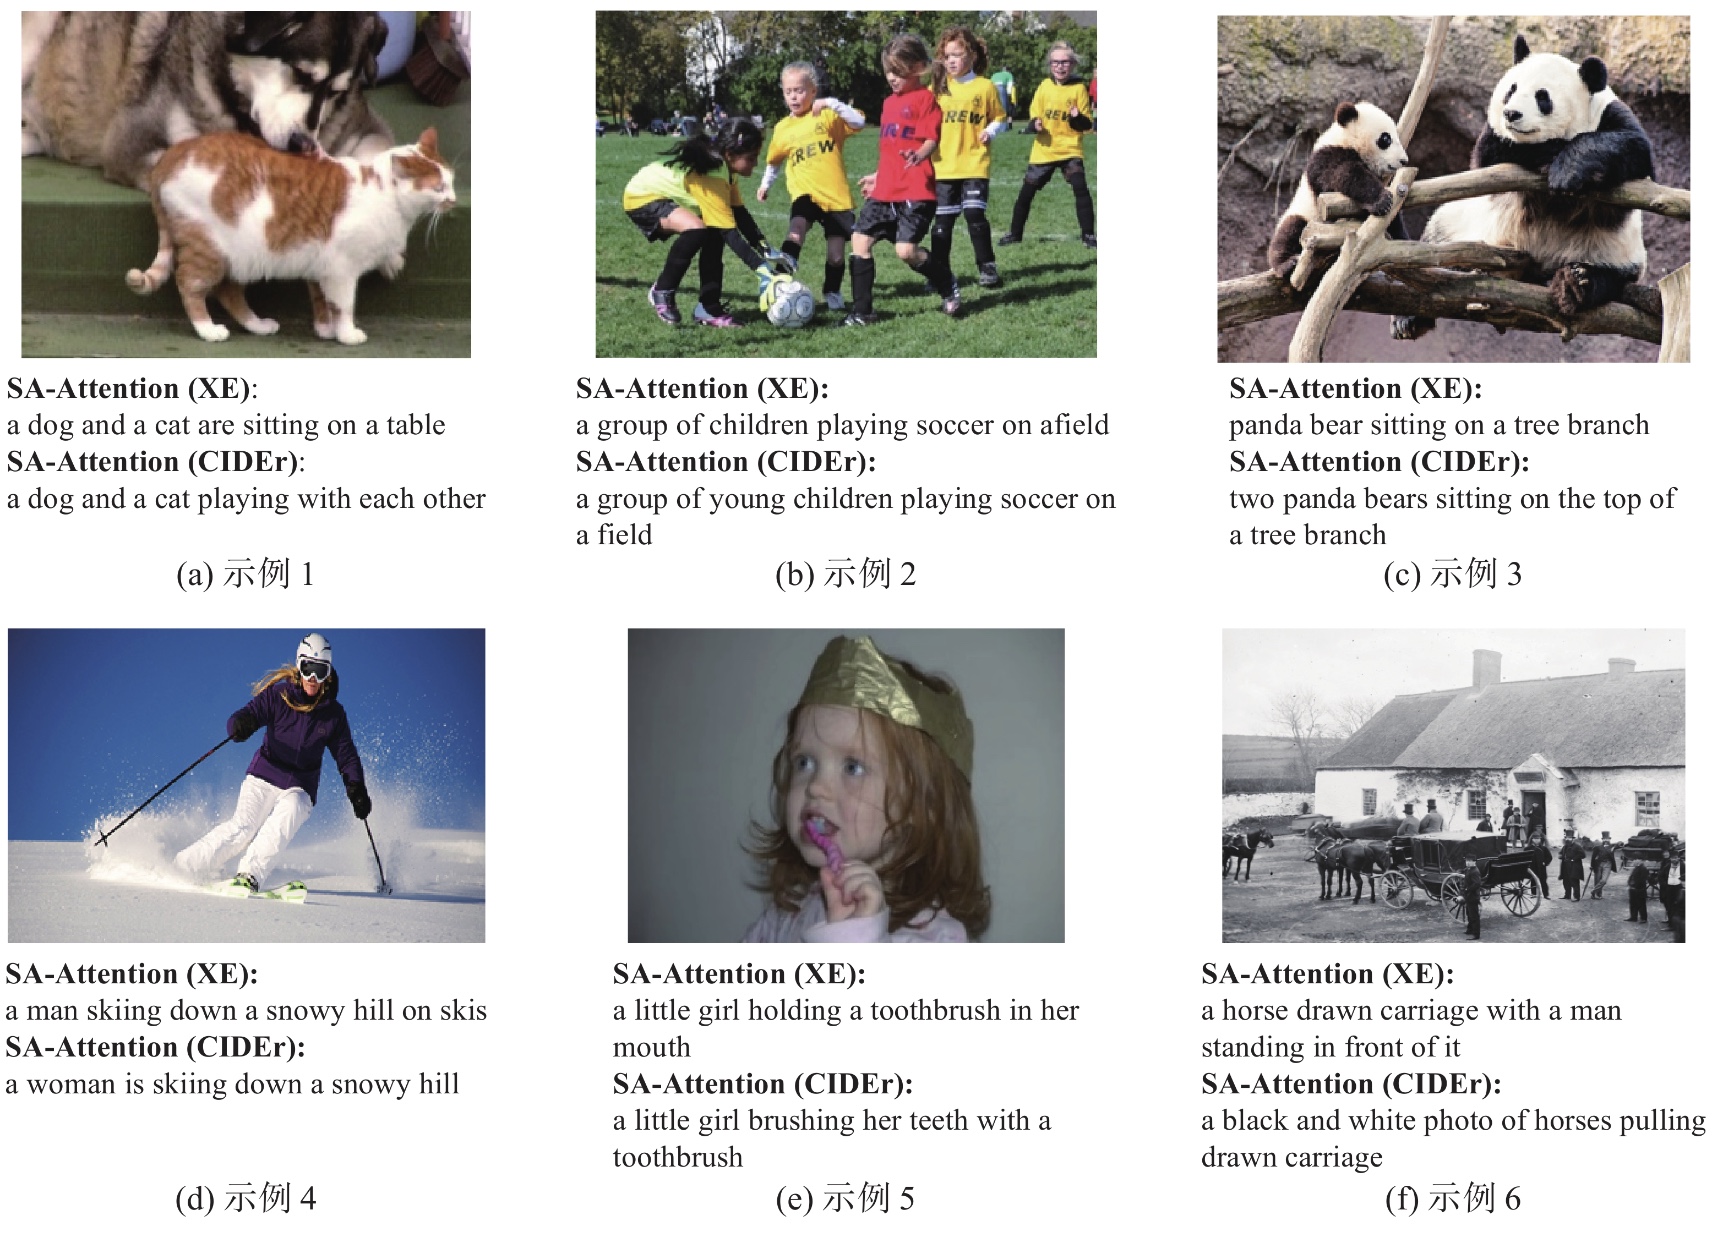 CREW
IRE
REW
REW
SA-Attention (XE):
a dog and a cat are sitting on a table
SA-Attention (CIDEr):
a dog and a cat playing with each other
(a) 示例 1
SA-Attention (XE):
a group of children playing soccer on afield
SA-Attention (CIDEr):
a group of young children playing soccer on
a field
(b) 示例 2
SA-Attention (XE):
panda bear sitting on a tree branch
SA-Attention (CIDEr):
two panda bears sitting on the top of
a tree branch
(c) 示例 3
SA-Attention (XE):
a man skiing down a snowy hill on skis
SA-Attention (CIDEr):
a woman is skiing down a snowy hill
(d) 示例 4
SA-Attention (XE):
a little girl holding a toothbrush in her
mouth
SA-Attention (CIDEr):
a little girl brushing her teeth with a
toothbrush
(e) 示例 5
SA-Attention (XE):
a horse drawn carriage with a man
standing in front of it
SA-Attention (CIDEr):
a black and white photo of horses pulling
drawn carriage
(f) 示例 6